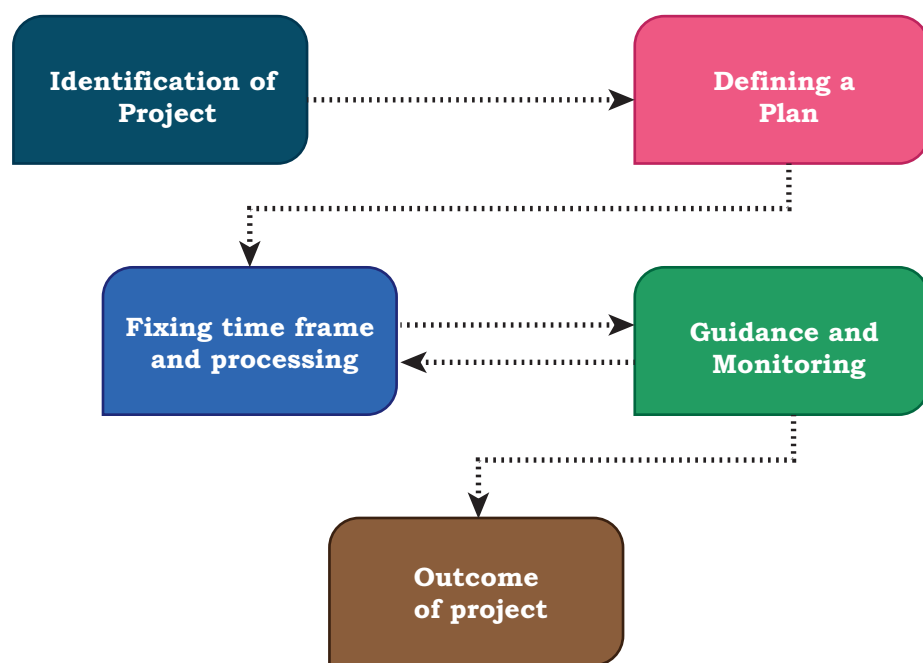 Identification of
Project
Defining a
Plan
Fixing time frame
and processing
Guidance and
Monitoring
Outcome
of project